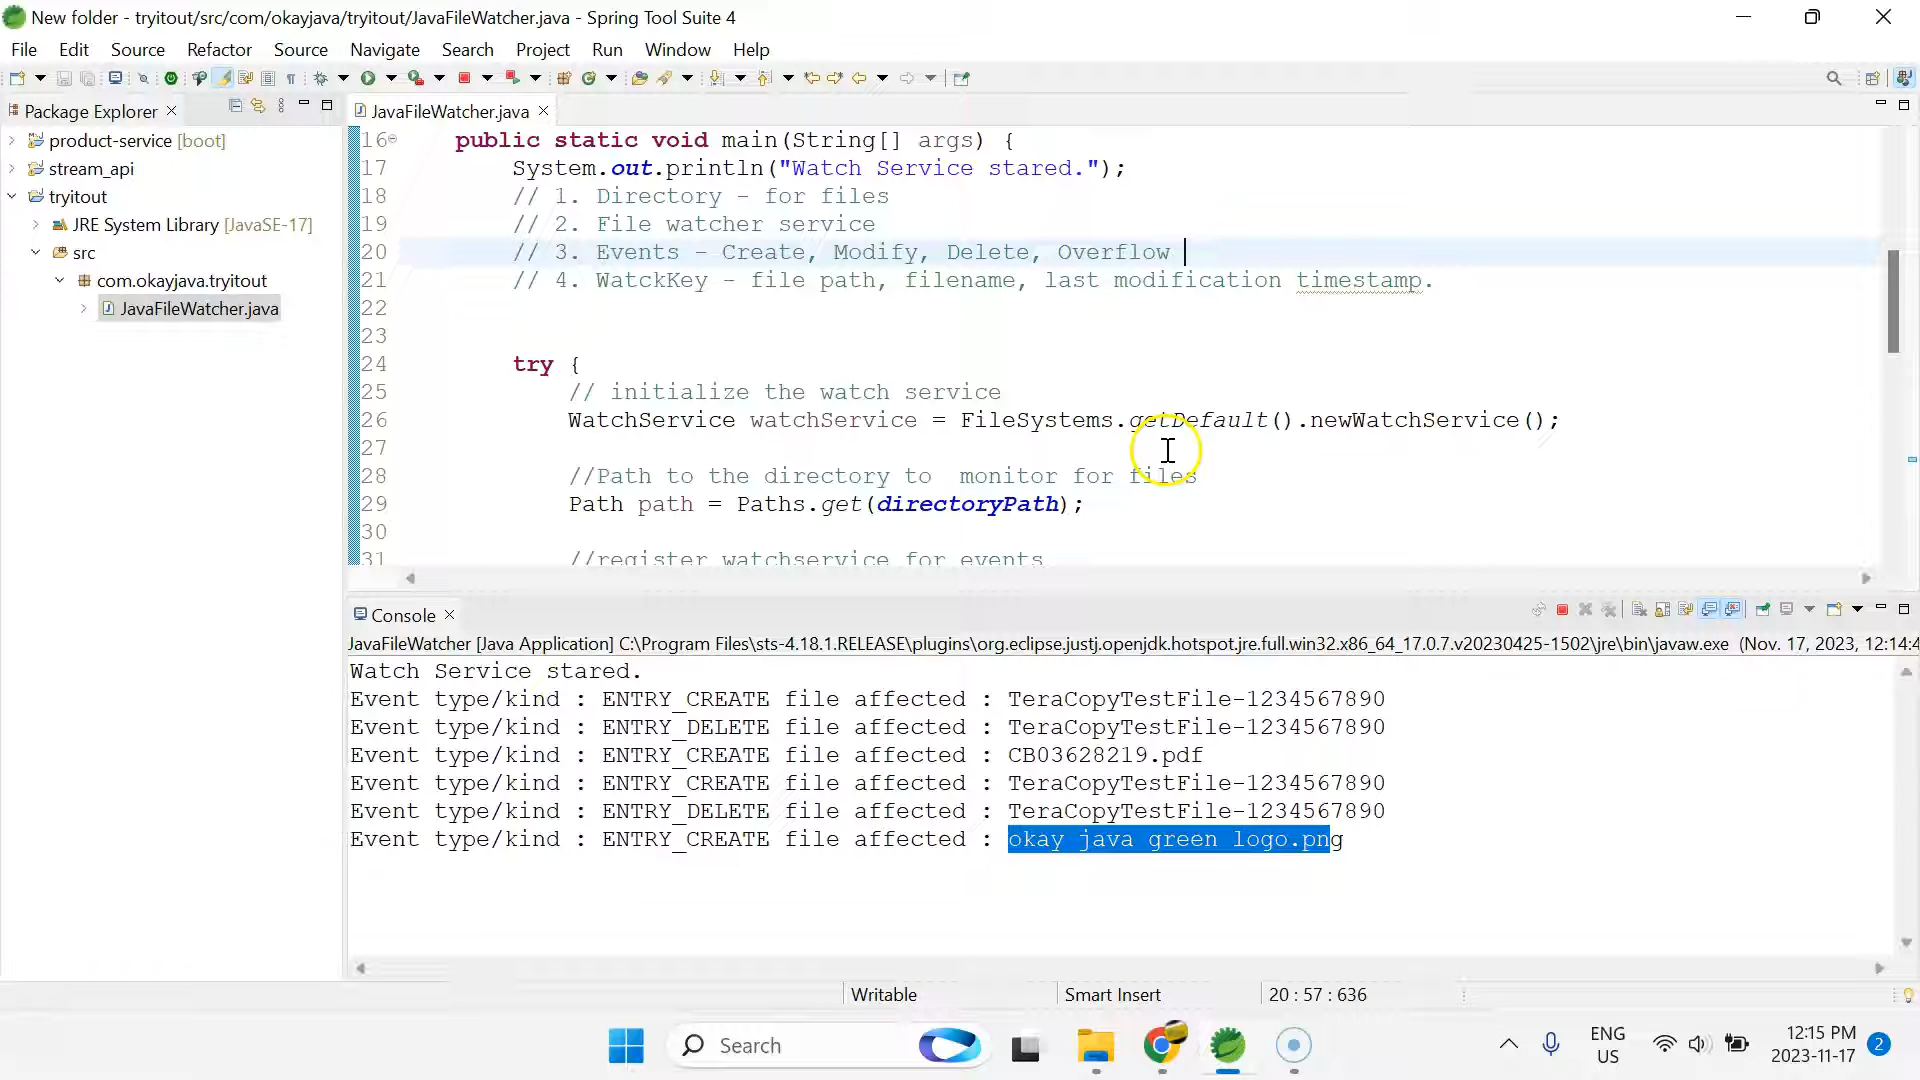 New folder - tryitout/src/com/okayjava/tryitout/JavaFileWatcher.java - Spring Tool Suite 4
File Edit Source Refactor Source Navigate Search Project Run Window Help
Package Explorer
JavaFileWatcher.java
product-service [boot]
stream_api
tryitout
JRE System Library [JavaSE-17]
src
com.okayjava.tryitout
JavaFileWatcher.java
16 public static void main(String[] args) {
17 System.out.println("Watch Service stared.");
18 // 1. Directory - for files
19 // 2. File watcher service
20 // 3. Events - Create, Modify, Delete, Overflow
21 // 4. WatckKey - file path, filename, last modification timestamp.
22
23
24 try {
25 // initialize the watch service
26 WatchService watchService = FileSystems.getDefault().newWatchService();
27
28 //Path to the directory to  monitor for files
29 Path path = Paths.get(directoryPath);
30
31 //register watchservice for events
Console
JavaFileWatcher [Java Application] C:\Program Files\sts-4.18.1.RELEASE\plugins\org.eclipse.justj.openjdk.hotspot.jre.full.win32.x86_64_17.0.7.v20230425-1502\jre\bin\javaw.exe (Nov. 17, 2023, 12:14:4
Watch Service stared.
Event type/kind : ENTRY_CREATE file affected : TeraCopyTestFile-1234567890
Event type/kind : ENTRY_DELETE file affected : TeraCopyTestFile-1234567890
Event type/kind : ENTRY_CREATE file affected : CB03628219.pdf
Event type/kind : ENTRY_CREATE file affected : TeraCopyTestFile-1234567890
Event type/kind : ENTRY_DELETE file affected : TeraCopyTestFile-1234567890
Event type/kind : ENTRY_CREATE file affected : okay java green logo.png
Writable
Smart Insert
20 : 57 : 636
Search
ENG
US
12:15 PM
2023-11-17
2